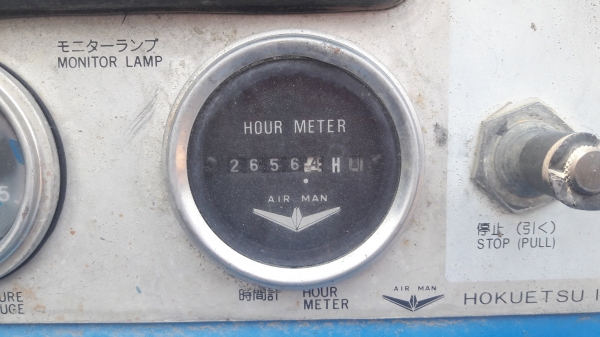 モニターランプ
MONITOR LAMP
HOUR METER
2656
H
AIR MAN
5
停止 (引く)
STOP (PULL)
時間計
HOUR
METER
AIR MAN
HOKUETSU
URE
UGE